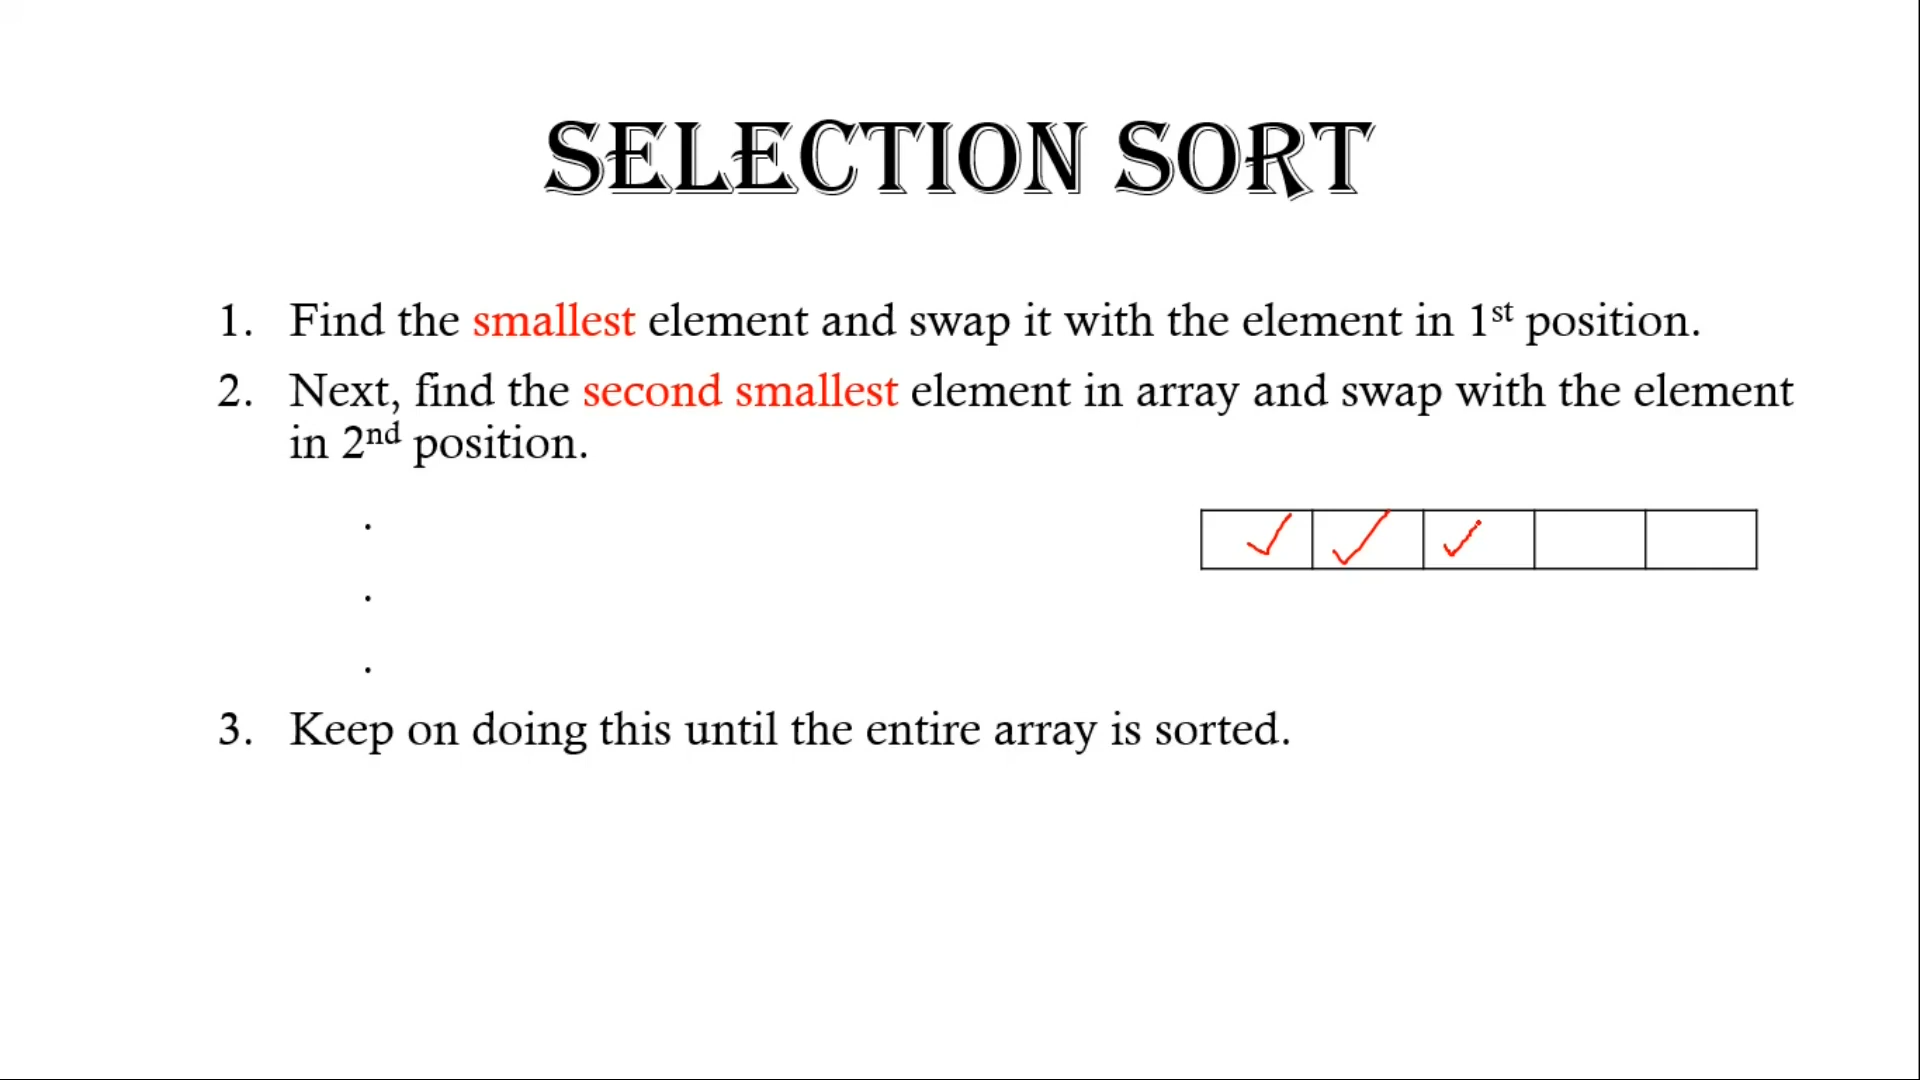 SELECTION SORT
1. Find the smallest element and swap it with the element in 1st position.
2. Next, find the second smallest element in array and swap with the element
in 2nd position.
.
.
.
3. Keep on doing this until the entire array is sorted.